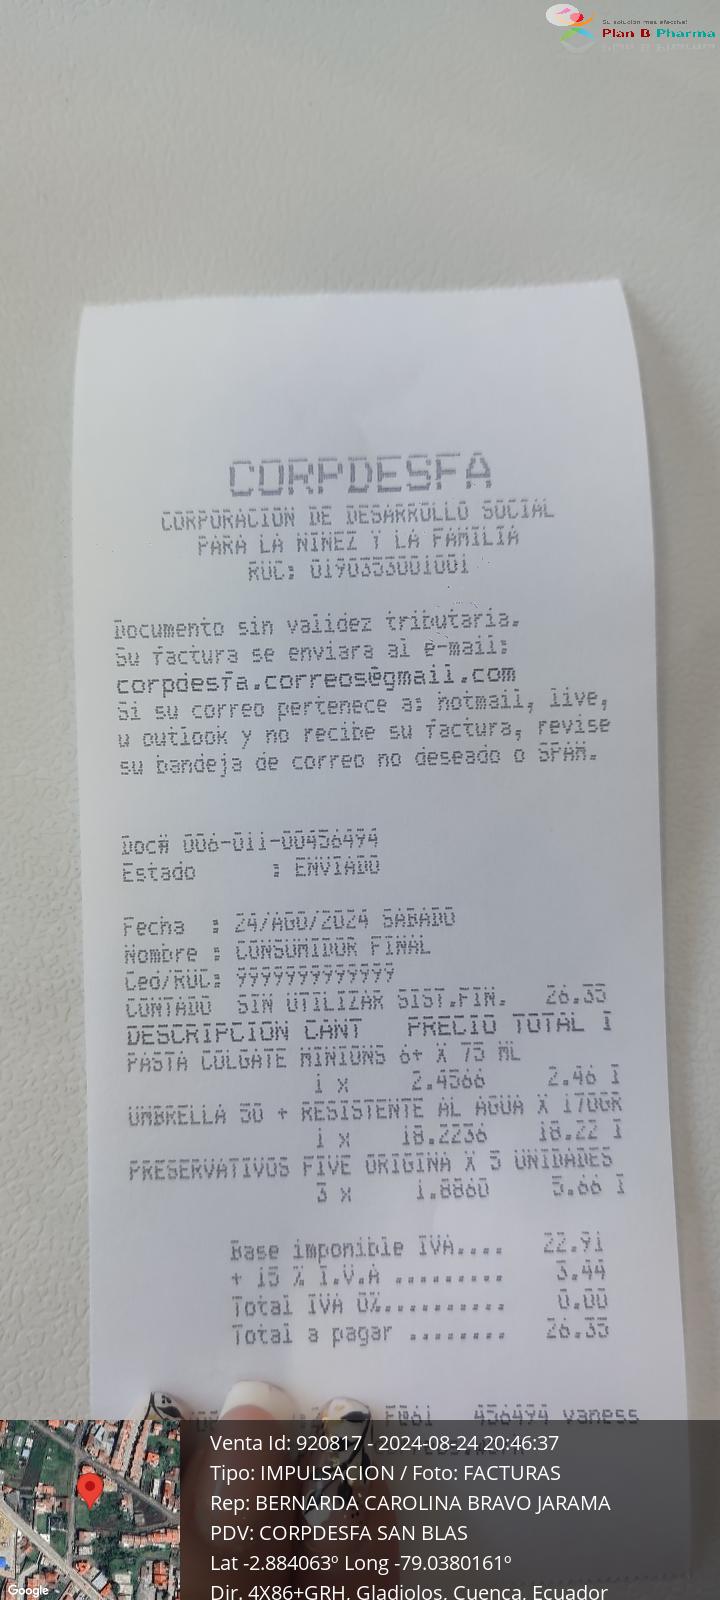 Su solución más efectiva!
Plan B Pharma
CORPDESFA
CORPORACION DE DESARROLLO SOCIAL
PARA LA NINEZ Y LA FAMILIA
RUC: 0190353001001
Documento sin validez tributaria.
Su factura se enviara al e-mail:
corpdesfa.correos@gmail.com
Si su correo pertenece a: hotmail, live,
u outlook y no recibe su factura, revise
su bandeja de correo no deseado o SPAM.
Doc# 006-011-00456494
Estado : ENVIADO
Fecha : 24/AGO/2024 SABADO
Nombre : CONSUMIDOR FINAL
Ced/RUC: 9999999999999
CONTADO SIN UTILIZAR SIST.FIN. 26.35
DESCRIPCION CANT PRECIO TOTAL I
PASTA COLGATE MINIONS 6+ X 75 ML
1 x 2.4566 2.46 I
UMBRELLA 50 + RESISTENTE AL AGUA X 170GR
1 x 18.2236 18.22 I
PRESERVATIVOS FIVE ORIGINA X 3 UNIDADES
3 x 1.8860 5.66 I
Base imponible IVA.... 22.91
+ 15 % I.V.A ......... 3.44
Total IVA 0%.......... 0.00
Total a pagar ........ 26.35
456494 vaness
Venta Id: 920817 - 2024-08-24 20:46:37
Tipo: IMPULSACION / Foto: FACTURAS
Rep: BERNARDA CAROLINA BRAVO JARAMA
PDV: CORPDESFA SAN BLAS
Lat -2.884063º Long -79.0380161º
Dir. 4X86+GRH, Gladiolos, Cuenca, Ecuador
Google